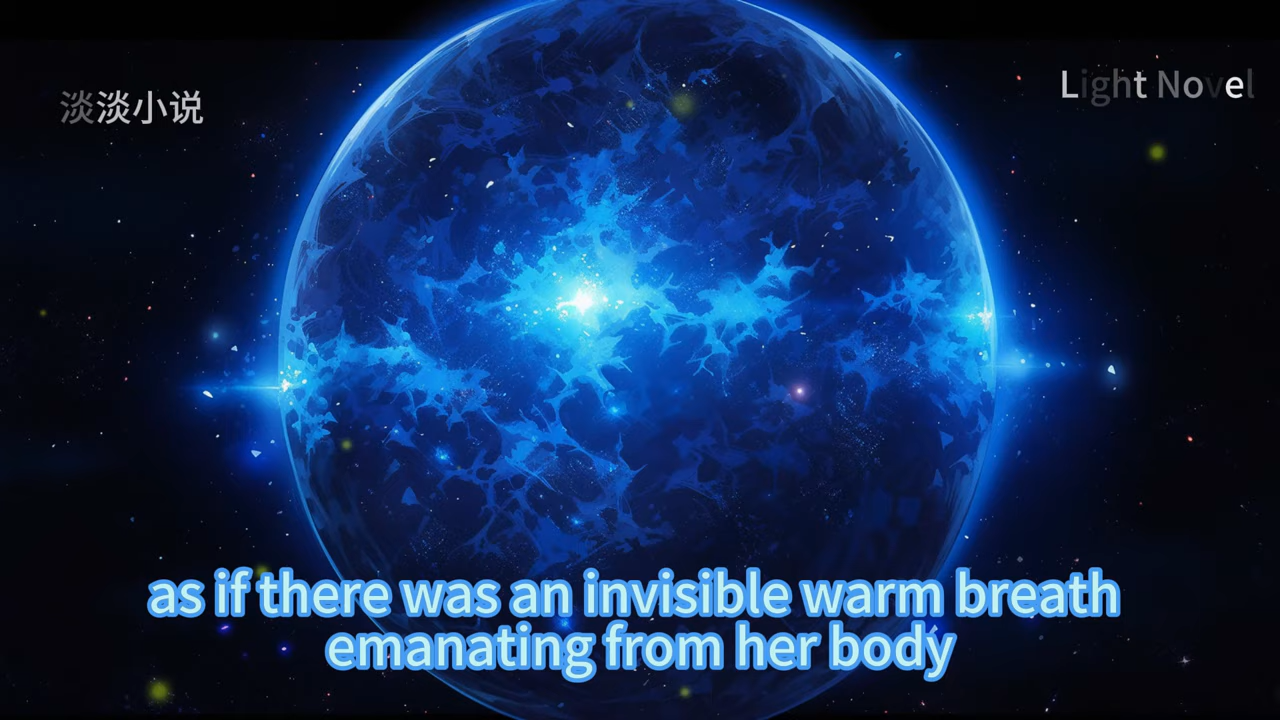 淡淡小说
Light Novel
as if there was an invisible warm breath
emanating from her body